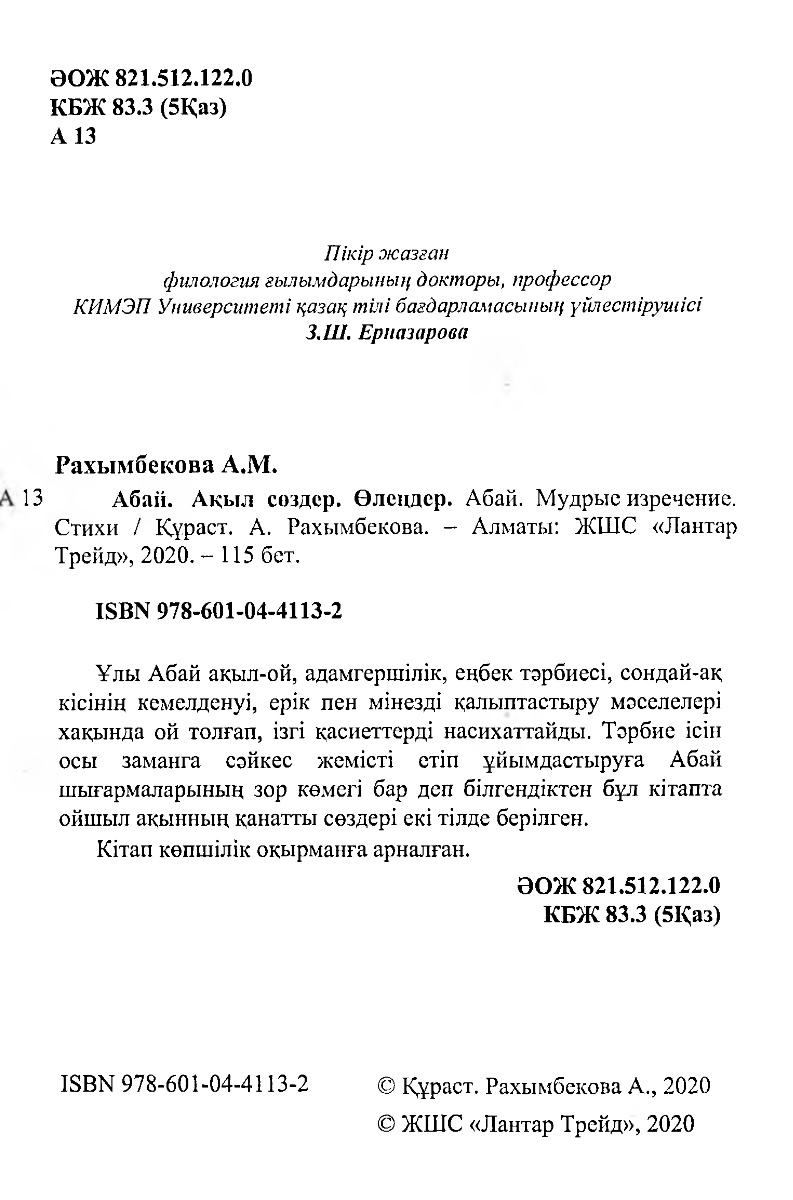 ӘОЖ 821.512.122.0
КБЖ 83.3 (5Қаз)
А 13
Пікір жазған
филология ғылымдарының докторы, профессор
КИМЭП Университеті қазақ тілі бағдарламасының үйлестірушісі
З.Ш. Ерназарова
Рахымбекова А.М.
А 13 Абай. Ақыл сөздер. Өлеңдер. Абай. Мудрые изречение.
Стихи / Құраст. А. Рахымбекова. – Алматы: ЖШС «Лантар
Трейд», 2020. – 115 бет.
ISBN 978-601-04-4113-2
Ұлы Абай ақыл-ой, адамгершілік, еңбек тәрбиесі, сондай-ақ
кісінің кемелденуі, ерік пен мінезді қалыптастыру мәселелері
хақында ой толғап, ізгі қасиеттерді насихаттайды. Тәрбие ісін
осы заманга сәйкес жемісті етіп ұйымдастыруға Абай
шығармаларының зор көмегі бар деп білгендіктен бұл кітапта
ойшыл ақынның қанатты сөздері екі тілде берілген.
Кітап көпшілік оқырманға арналған.
ӘОЖ 821.512.122.0
КБЖ 83.3 (5Қаз)
ISBN 978-601-04-4113-2 © Құраст. Рахымбекова А., 2020
© ЖШС «Лантар Трейд», 2020